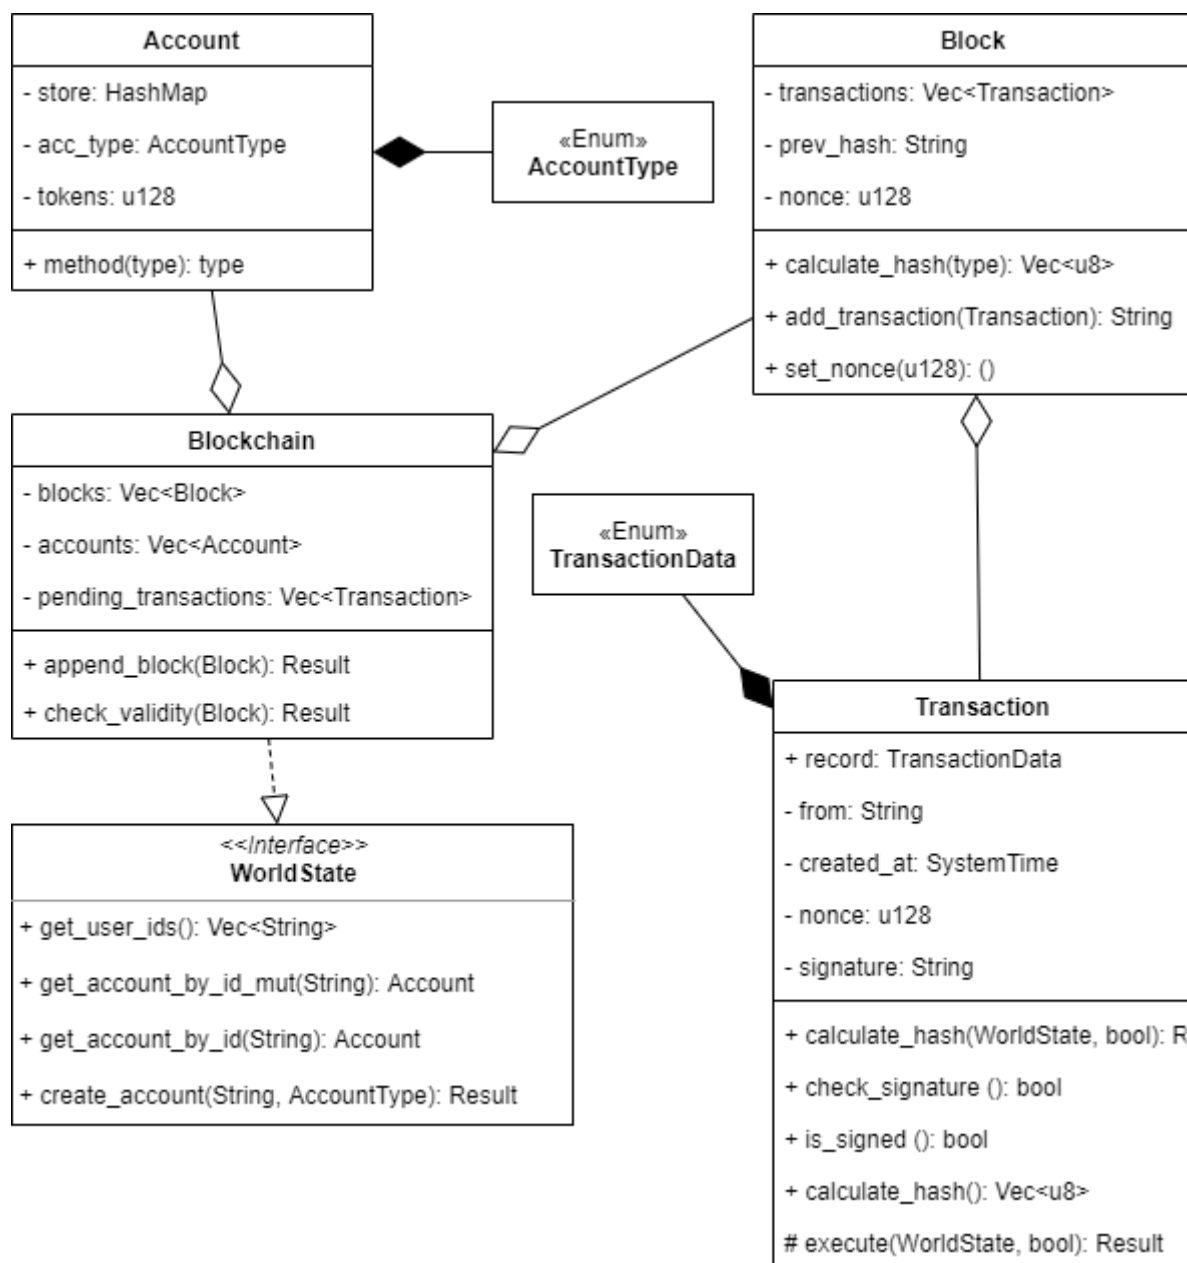 Account
- store: HashMap
- acc_type: AccountType
- tokens: u128
+ method(type): type
«Enum»
AccountType
Block
- transactions: Vec<Transaction>
- prev_hash: String
- nonce: u128
+ calculate_hash(type): Vec<u8>
+ add_transaction(Transaction): String
+ set_nonce(u128): ()
Blockchain
- blocks: Vec<Block>
- accounts: Vec<Account>
- pending_transactions: Vec<Transaction>
+ append_block(Block): Result
+ check_validity(Block): Result
«Enum»
TransactionData
<<Interface>>
WorldState
+ get_user_ids(): Vec<String>
+ get_account_by_id_mut(String): Account
+ get_account_by_id(String): Account
+ create_account(String, AccountType): Result
Transaction
+ record: TransactionData
- from: String
- created_at: SystemTime
- nonce: u128
- signature: String
+ calculate_hash(WorldState, bool): R
+ check_signature (): bool
+ is_signed (): bool
+ calculate_hash(): Vec<u8>
# execute(WorldState, bool): Result